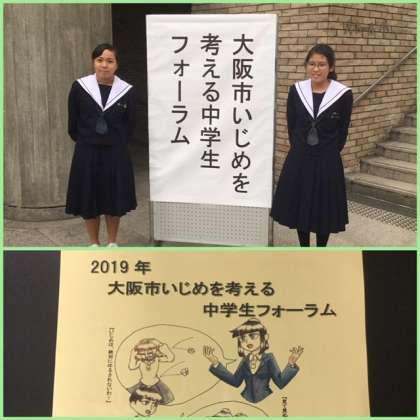 大阪市いじめを
考える中学生
フォーラム
2019 年
大阪市いじめを考える
中学生フォーラム